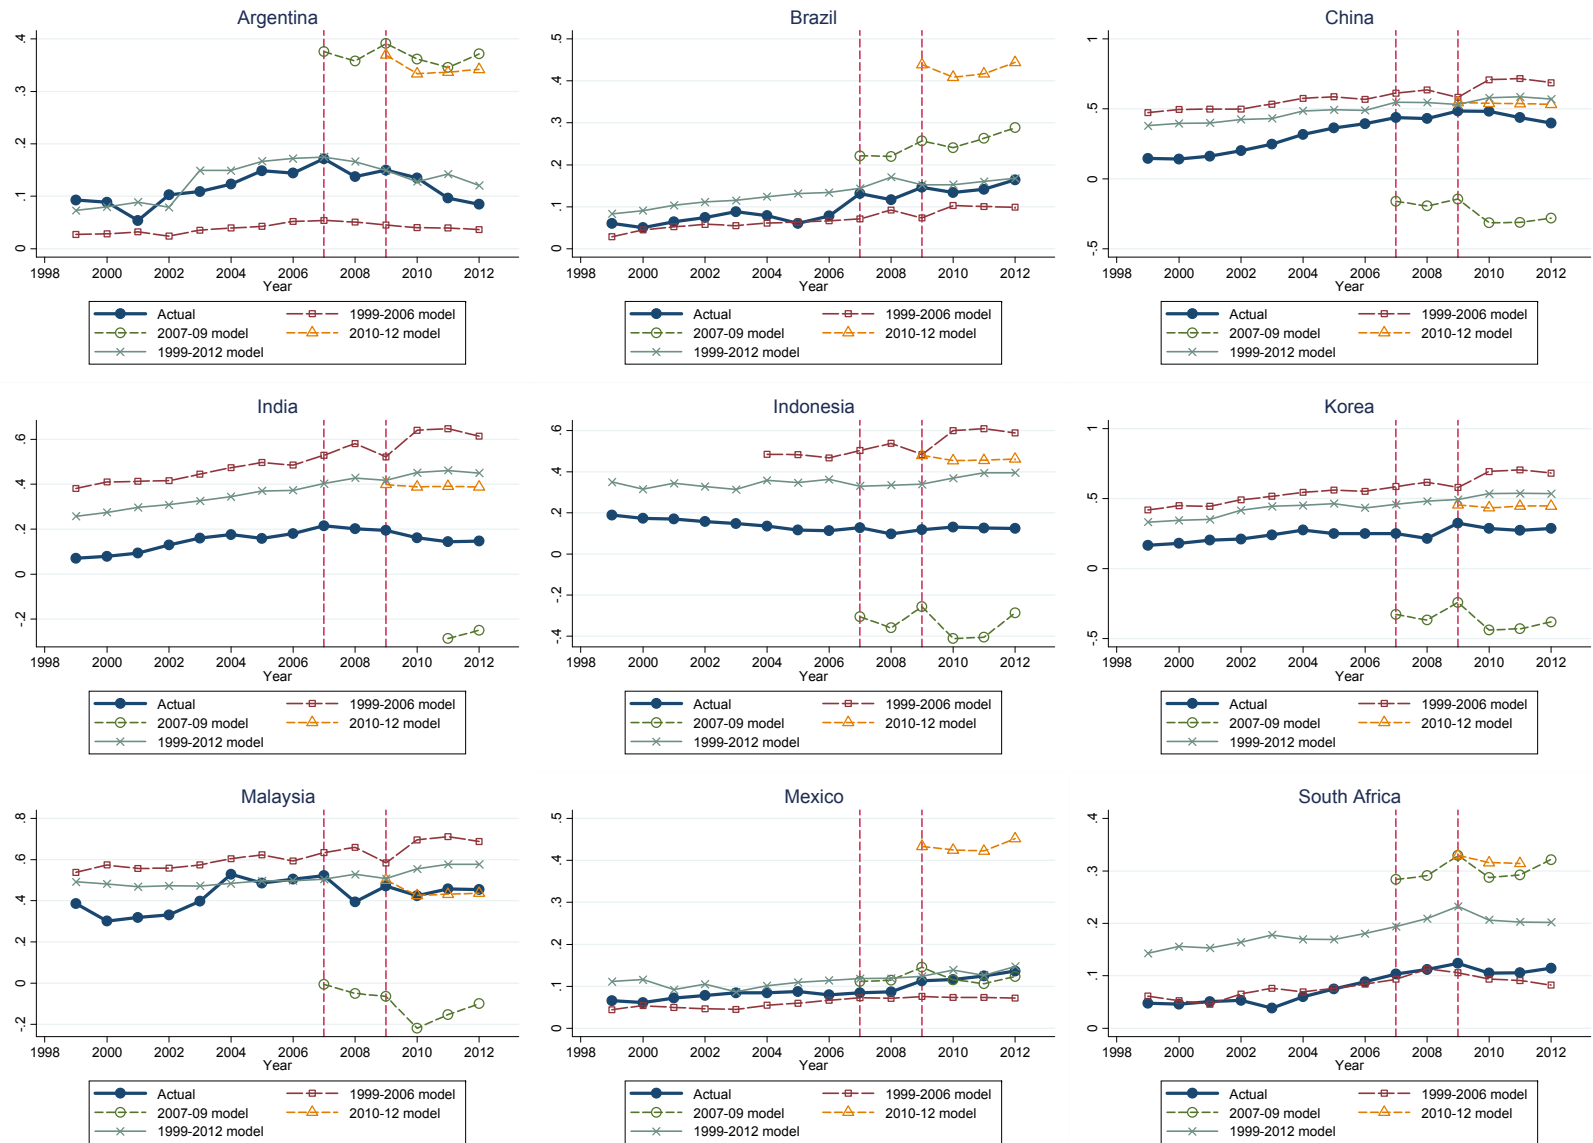 Argentina
.4
.3
.2
.1
0
1998 2000 2002 2004 2006 2008 2010 2012
Year
Actual 1999-2006 model
2007-09 model 2010-12 model
1999-2012 model
Brazil
.5
.4
.3
.2
.1
0
1998 2000 2002 2004 2006 2008 2010 2012
Year
Actual 1999-2006 model
2007-09 model 2010-12 model
1999-2012 model
China
1
.5
0
-.5
1998 2000 2002 2004 2006 2008 2010 2012
Year
Actual 1999-2006 model
2007-09 model 2010-12 model
1999-2012 model
India
.6
.4
.2
0
-.2
1998 2000 2002 2004 2006 2008 2010 2012
Year
Actual 1999-2006 model
2007-09 model 2010-12 model
1999-2012 model
Indonesia
.6
.4
.2
0
-.2
-.4
1998 2000 2002 2004 2006 2008 2010 2012
Year
Actual 1999-2006 model
2007-09 model 2010-12 model
1999-2012 model
Korea
1
.5
0
-.5
1998 2000 2002 2004 2006 2008 2010 2012
Year
Actual 1999-2006 model
2007-09 model 2010-12 model
1999-2012 model
Malaysia
.8
.6
.4
.2
0
-.2
1998 2000 2002 2004 2006 2008 2010 2012
Year
Actual 1999-2006 model
2007-09 model 2010-12 model
1999-2012 model
Mexico
.5
.4
.3
.2
.1
0
1998 2000 2002 2004 2006 2008 2010 2012
Year
Actual 1999-2006 model
2007-09 model 2010-12 model
1999-2012 model
South Africa
.4
.3
.2
.1
0
1998 2000 2002 2004 2006 2008 2010 2012
Year
Actual 1999-2006 model
2007-09 model 2010-12 model
1999-2012 model